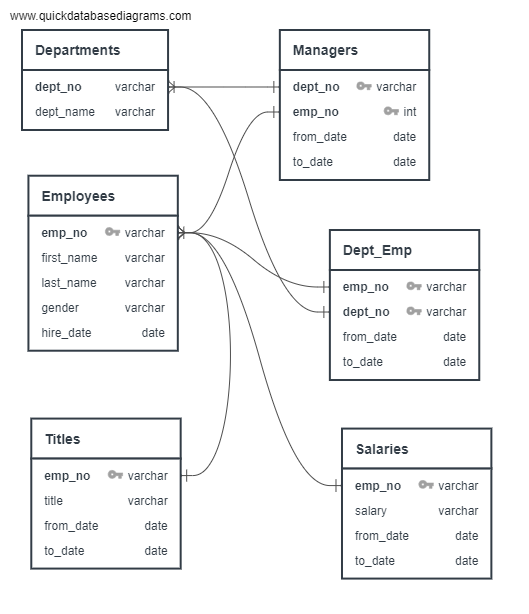 www.quickdatabasediagrams.com
Departments
dept_no varchar
dept_name varchar
Managers
dept_no varchar
emp_no int
from_date date
to_date date
Employees
emp_no varchar
first_name varchar
last_name varchar
gender varchar
hire_date date
Dept_Emp
emp_no varchar
dept_no varchar
from_date date
to_date date
Titles
emp_no varchar
title varchar
from_date date
to_date date
Salaries
emp_no varchar
salary varchar
from_date date
to_date date